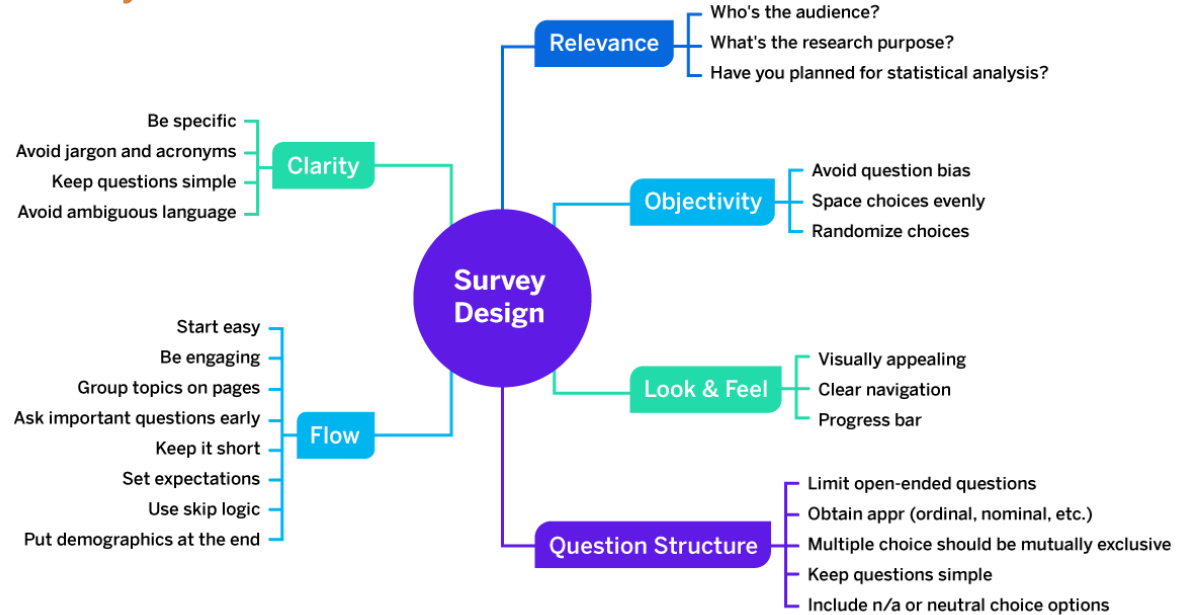 Relevance
Who's the audience?
What's the research purpose?
Have you planned for statistical analysis?
Clarity
Be specific
Avoid jargon and acronyms
Keep questions simple
Avoid ambiguous language
Objectivity
Avoid question bias
Space choices evenly
Randomize choices
Survey
Design
Flow
Start easy
Be engaging
Group topics on pages
Ask important questions early
Keep it short
Set expectations
Use skip logic
Put demographics at the end
Look & Feel
Visually appealing
Clear navigation
Progress bar
Question Structure
Limit open-ended questions
Obtain appr (ordinal, nominal, etc.)
Multiple choice should be mutually exclusive
Keep questions simple
Include n/a or neutral choice options